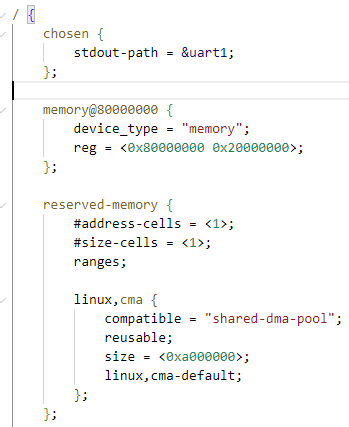 / {
chosen {
stdout-path = &uart1;
};
memory@80000000 {
device_type = "memory";
reg = <0x80000000 0x20000000>;
};
reserved-memory {
#address-cells = <1>;
#size-cells = <1>;
ranges;
linux,cma {
compatible = "shared-dma-pool";
reusable;
size = <0xa000000>;
linux,cma-default;
};
};